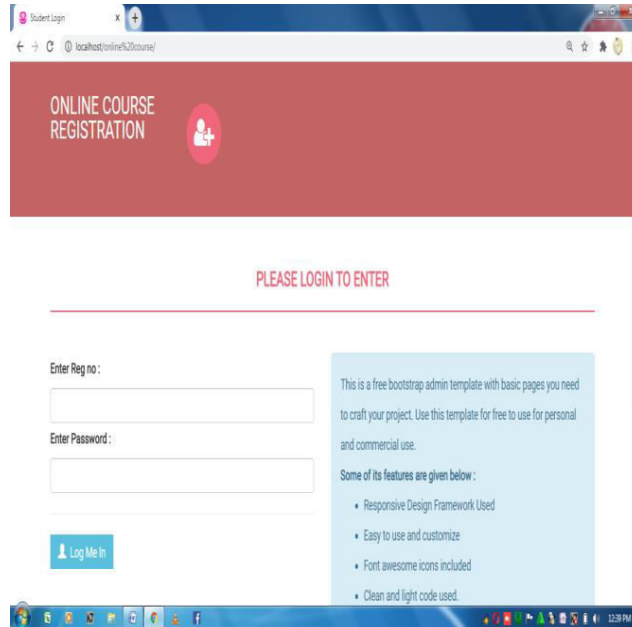 Student Login
localhost/online%20course/
ONLINE COURSE
REGISTRATION
PLEASE LOGIN TO ENTER
Enter Reg no :
Enter Password :
Log Me In
This is a free bootstrap admin template with basic pages you need
to craft your project. Use this template for free to use for personal
and commercial use.
Some of its features are given below :
Responsive Design Framework Used
Easy to use and customize
Font awesome icons included
Clean and light code used.
12:39 PM